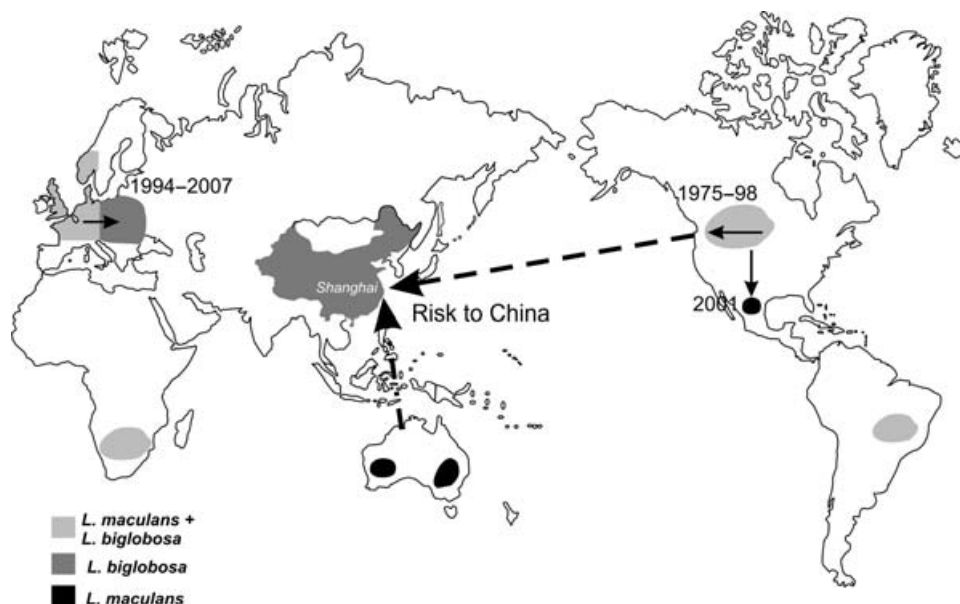 1994–2007
1975–98
Shanghai
2001
Risk to China
L. maculans +
L. biglobosa
L. biglobosa
L. maculans